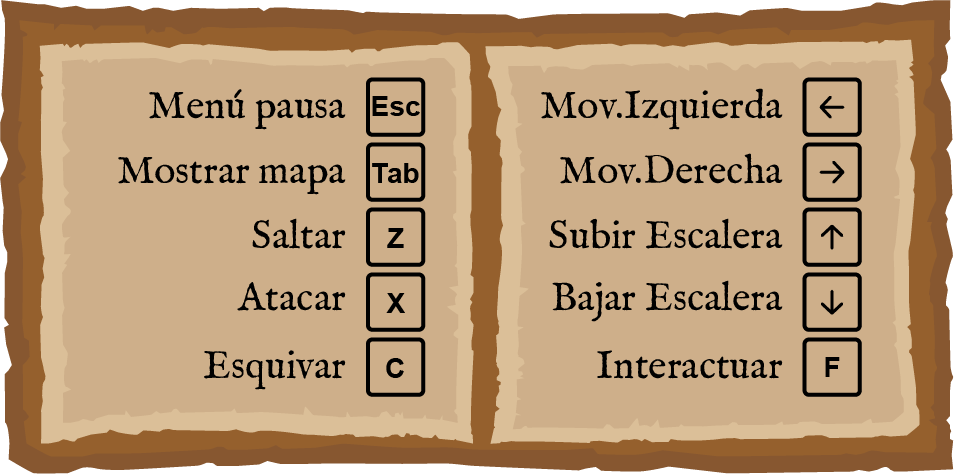 Menú pausa Esc
Mostrar mapa Tab
Saltar Z
Atacar X
Esquivar C
Mov.Izquierda ←
Mov.Derecha →
Subir Escalera ↑
Bajar Escalera ↓
Interactuar F